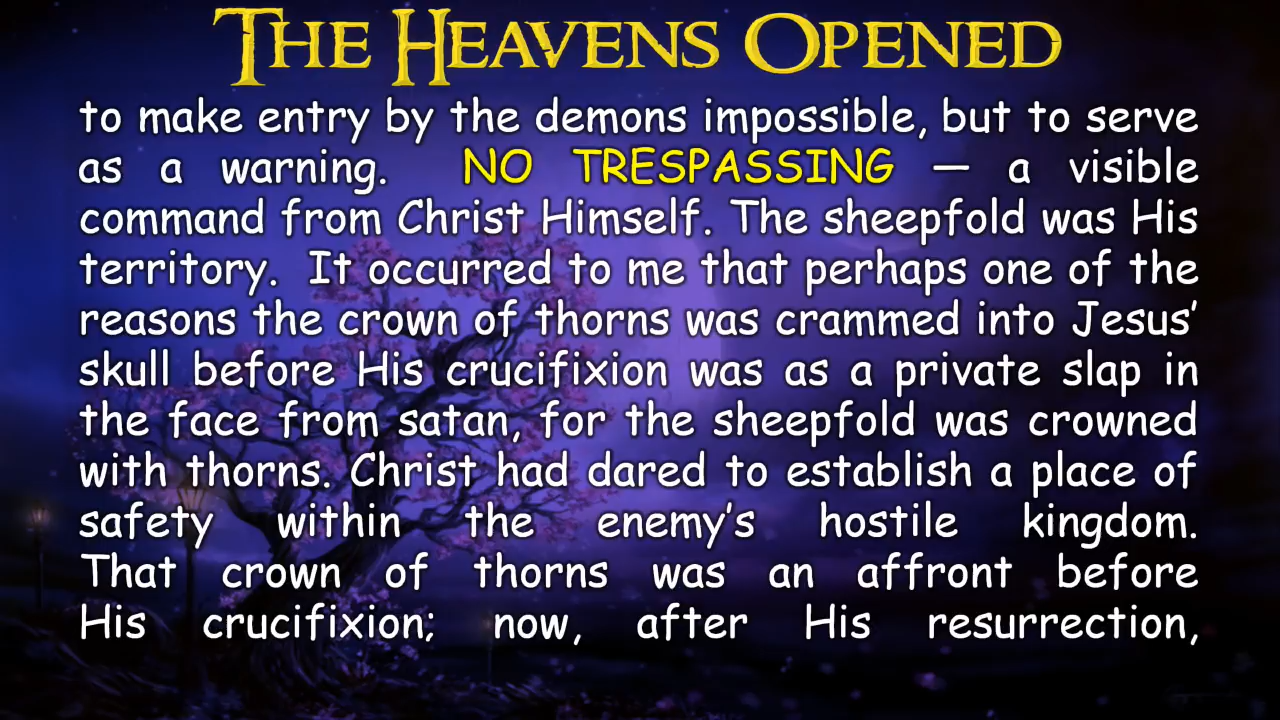 THE HEAVENS OPENED
to make entry by the demons impossible, but to serve
as a warning. NO TRESPASSING — a visible
command from Christ Himself. The sheepfold was His
territory. It occurred to me that perhaps one of the
reasons the crown of thorns was crammed into Jesus’
skull before His crucifixion was as a private slap in
the face from satan, for the sheepfold was crowned
with thorns. Christ had dared to establish a place of
safety within the enemy’s hostile kingdom.
That crown of thorns was an affront before
His crucifixion; now, after His resurrection,